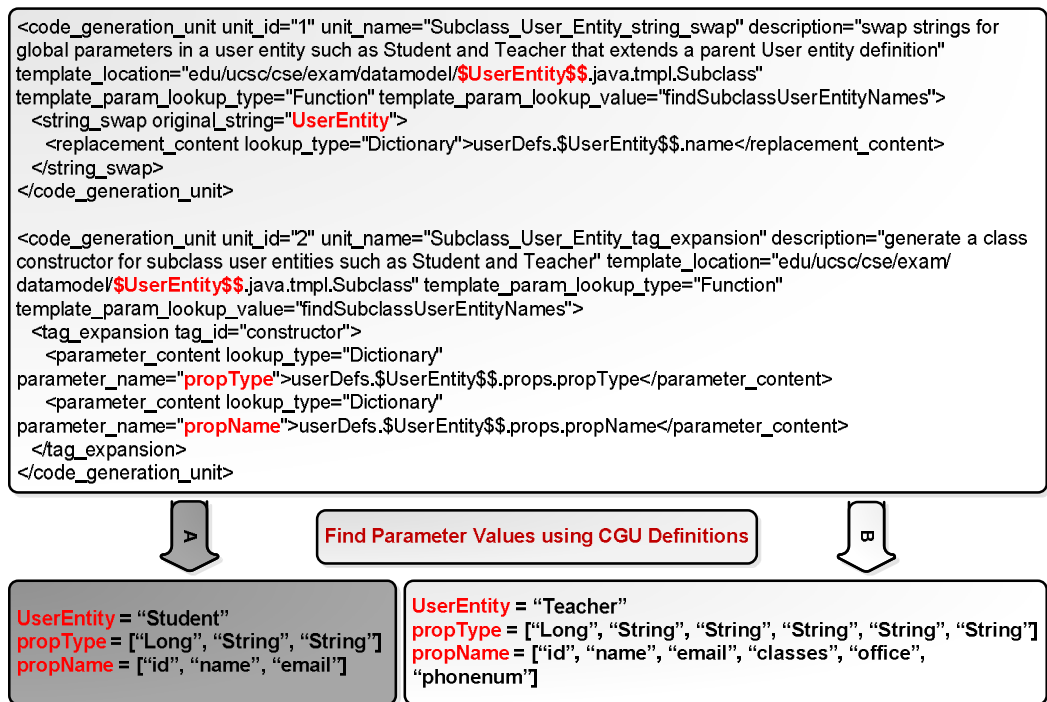 <code_generation_unit unit_id="1" unit_name="Subclass_User_Entity_string_swap" description="swap strings for
global parameters in a user entity such as Student and Teacher that extends a parent User entity definition"
template_location="edu/ucsc/cse/exam/datamodel/$UserEntity$$.java.tmpl.Subclass"
template_param_lookup_type="Function" template_param_lookup_value="findSubclassUserEntityNames">
<string_swap original_string="UserEntity">
<replacement_content lookup_type="Dictionary">userDefs.$UserEntity$$.name</replacement_content>
</string_swap>
</code_generation_unit>
<code_generation_unit unit_id="2" unit_name="Subclass_User_Entity_tag_expansion" description="generate a class
constructor for subclass user entities such as Student and Teacher" template_location="edu/ucsc/cse/exam/
datamodel/$UserEntity$$.java.tmpl.Subclass" template_param_lookup_type="Function"
template_param_lookup_value="findSubclassUserEntityNames">
<tag_expansion tag_id="constructor">
<parameter_content lookup_type="Dictionary"
parameter_name="propType">userDefs.$UserEntity$$.props.propType</parameter_content>
<parameter_content lookup_type="Dictionary"
parameter_name="propName">userDefs.$UserEntity$$.props.propName</parameter_content>
</tag_expansion>
</code_generation_unit>
A
Find Parameter Values using CGU Definitions
B
UserEntity = “Student”
propType = [“Long”, “String”, “String”]
propName = [“id”, “name”, “email”]
UserEntity = “Teacher”
propType = [“Long”, “String”, “String”, “String”, “String”, “String”]
propName = [“id”, “name”, “email”, “classes”, “office”,
“phonenum”]